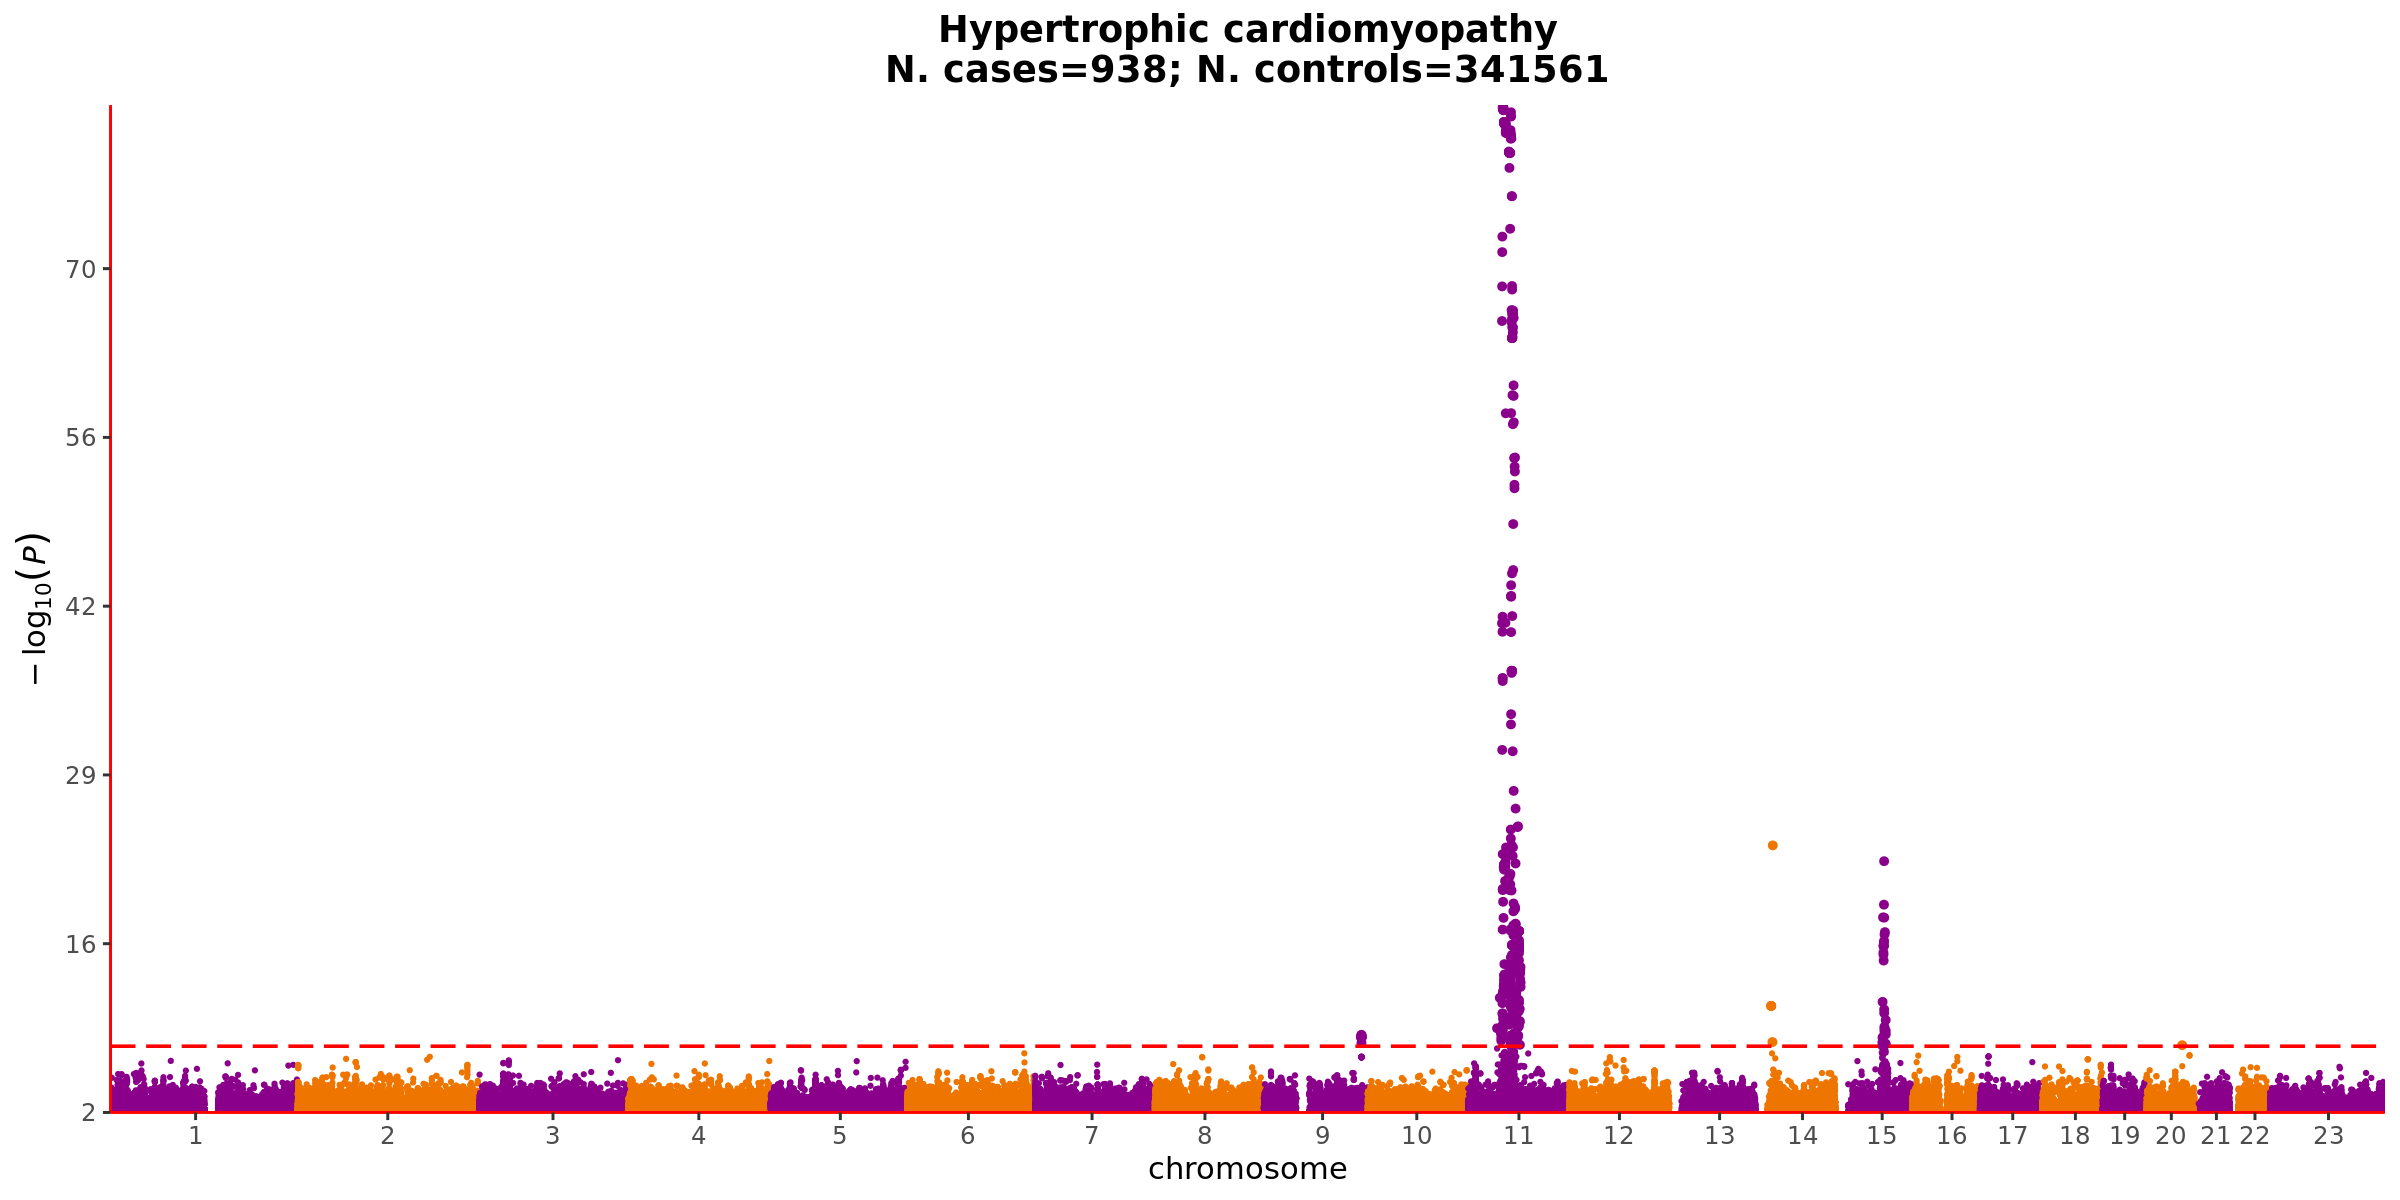 Hypertrophic cardiomyopathy
N. cases=938; N. controls=341561
70
56
42
29
16
2
− log10(P)
1 2 3 4 5 6 7 8 9 10 11 12 13 14 15 16 17 18 19 20 21 22 23
chromosome